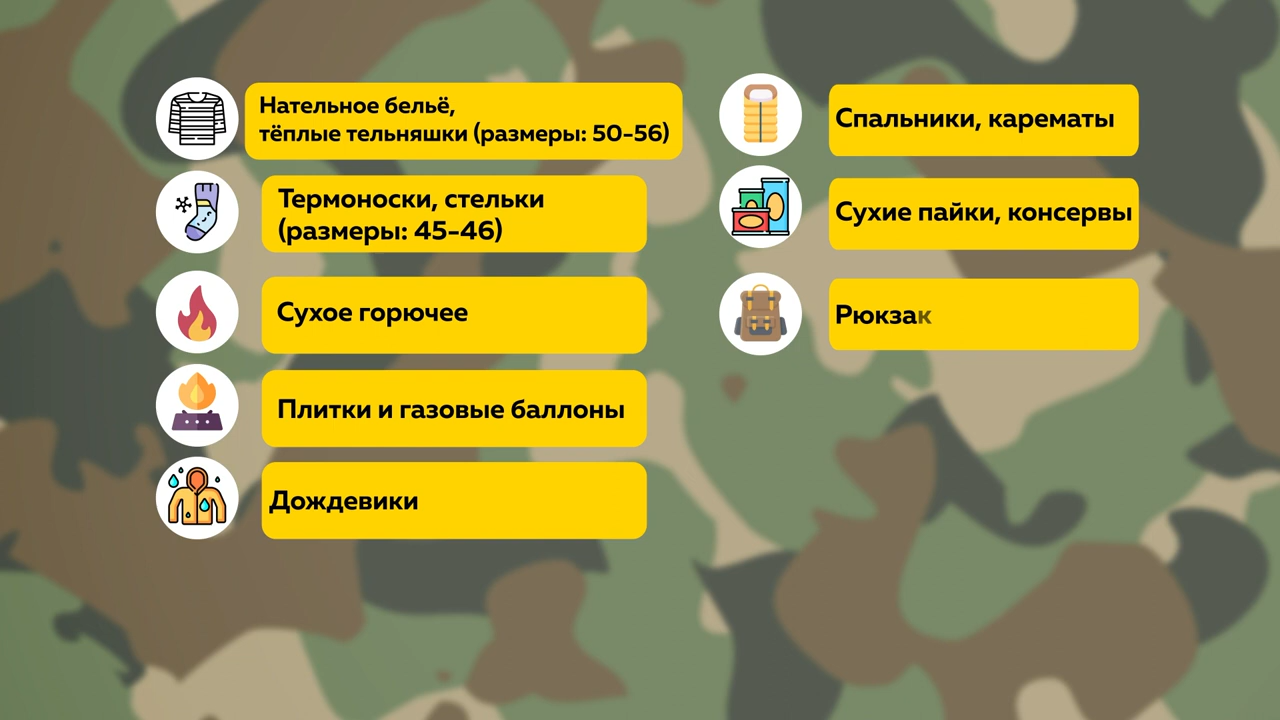 Нательное бельё,
тёплые тельняшки (размеры: 50-56)
Термоноски, стельки
(размеры: 45-46)
Сухое горючее
Плитки и газовые баллоны
Дождевики
Спальники, карематы
Сухие пайки, консервы
Рюкзак